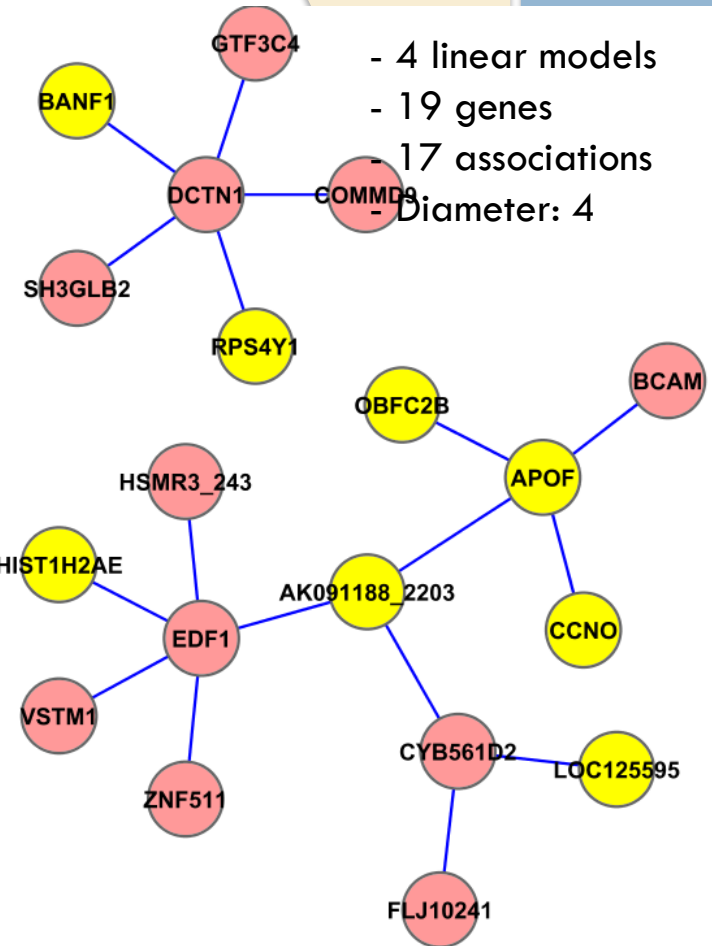 GTF3C4
- 4 linear models
- 19 genes
- 17 associations
- Diameter: 4
BANF1
DCTN1
COMMD9
SH3GLB2
RPS4Y1
BCAM
OBFC2B
APOF
HSMR3_243
HIST1H2AE
AK091188_2203
CCNO
EDF1
VSTM1
CYB561D2
LOC125595
ZNF511
FLJ10241